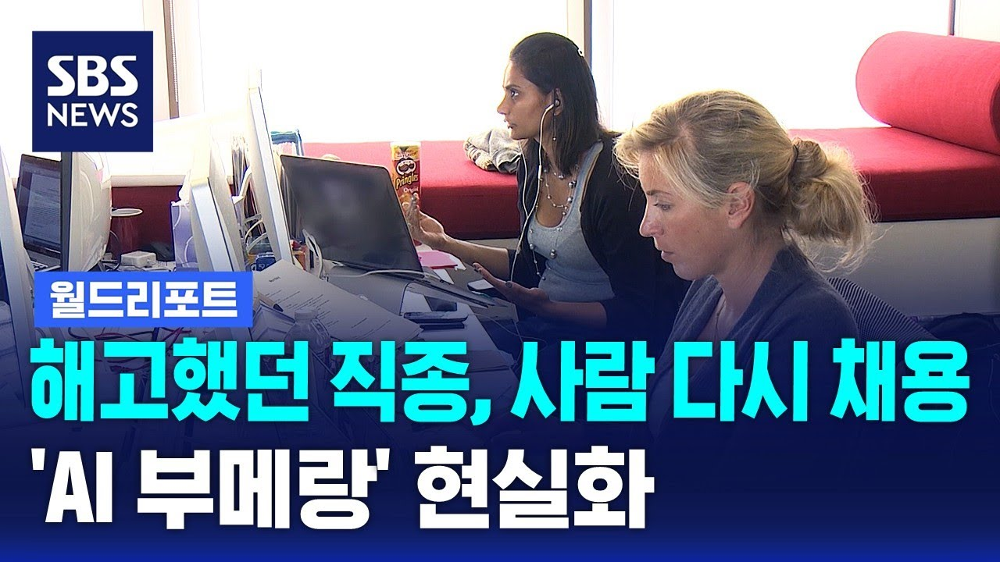 SBS
NEWS
Pringles
월드리포트
해고했던 직종, 사람 다시 채용
'AI 부메랑' 현실화